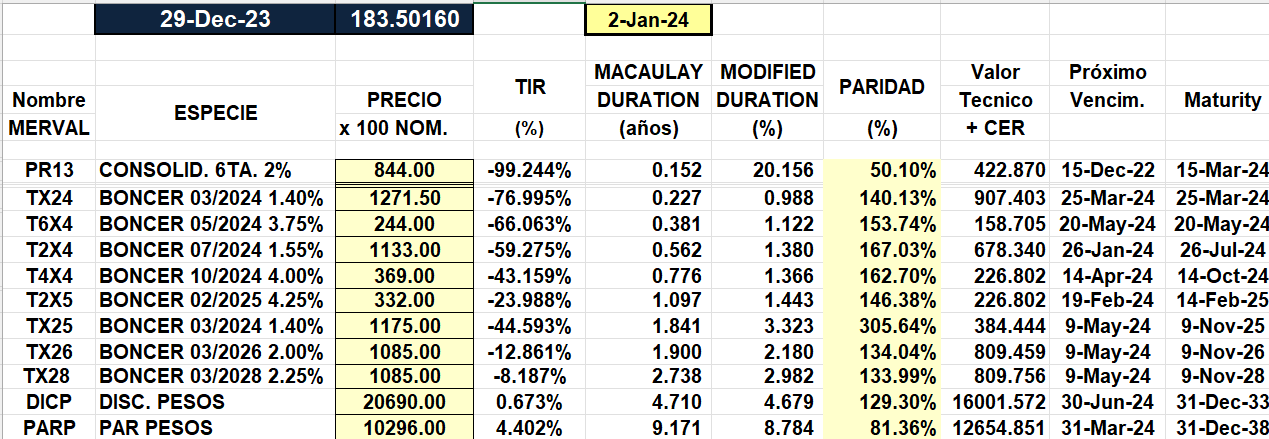 29-Dec-23 183.50160 2-Jan-24
MACAULAY MODIFIED Valor Próximo
TIR PARIDAD
Nombre PRECIO DURATION DURATION Tecnico Vencim. Maturity
ESPECIE
MERVAL x 100 NOM. (%) (años) (%) (%) + CER
PR13 CONSOLID. 6TA. 2% 844.00 -99.244% 0.152 20.156 50.10% 422.870 15-Dec-22 15-Mar-24
TX24 BONCER 03/2024 1.40% 1271.50 -76.995% 0.227 0.988 140.13% 907.403 25-Mar-24 25-Mar-24
T6X4 BONCER 05/2024 3.75% 244.00 -66.063% 0.381 1.122 153.74% 158.705 20-May-24 20-May-24
T2X4 BONCER 07/2024 1.55% 1133.00 -59.275% 0.562 1.380 167.03% 678.340 26-Jan-24 26-Jul-24
T4X4 BONCER 10/2024 4.00% 369.00 -43.159% 0.776 1.366 162.70% 226.802 14-Apr-24 14-Oct-24
T2X5 BONCER 02/2025 4.25% 332.00 -23.988% 1.097 1.443 146.38% 226.802 19-Feb-24 14-Feb-25
TX25 BONCER 03/2024 1.40% 1175.00 -44.593% 1.841 3.323 305.64% 384.444 9-May-24 9-Nov-25
TX26 BONCER 03/2026 2.00% 1085.00 -12.861% 1.900 2.180 134.04% 809.459 9-May-24 9-Nov-26
TX28 BONCER 03/2028 2.25% 1085.00 -8.187% 2.738 2.982 133.99% 809.756 9-May-24 9-Nov-28
DICP DISC. PESOS 20690.00 0.673% 4.710 4.679 129.30% 16001.572 30-Jun-24 31-Dec-33
PARP PAR PESOS 10296.00 4.402% 9.171 8.784 81.36% 12654.851 31-Mar-24 31-Dec-38